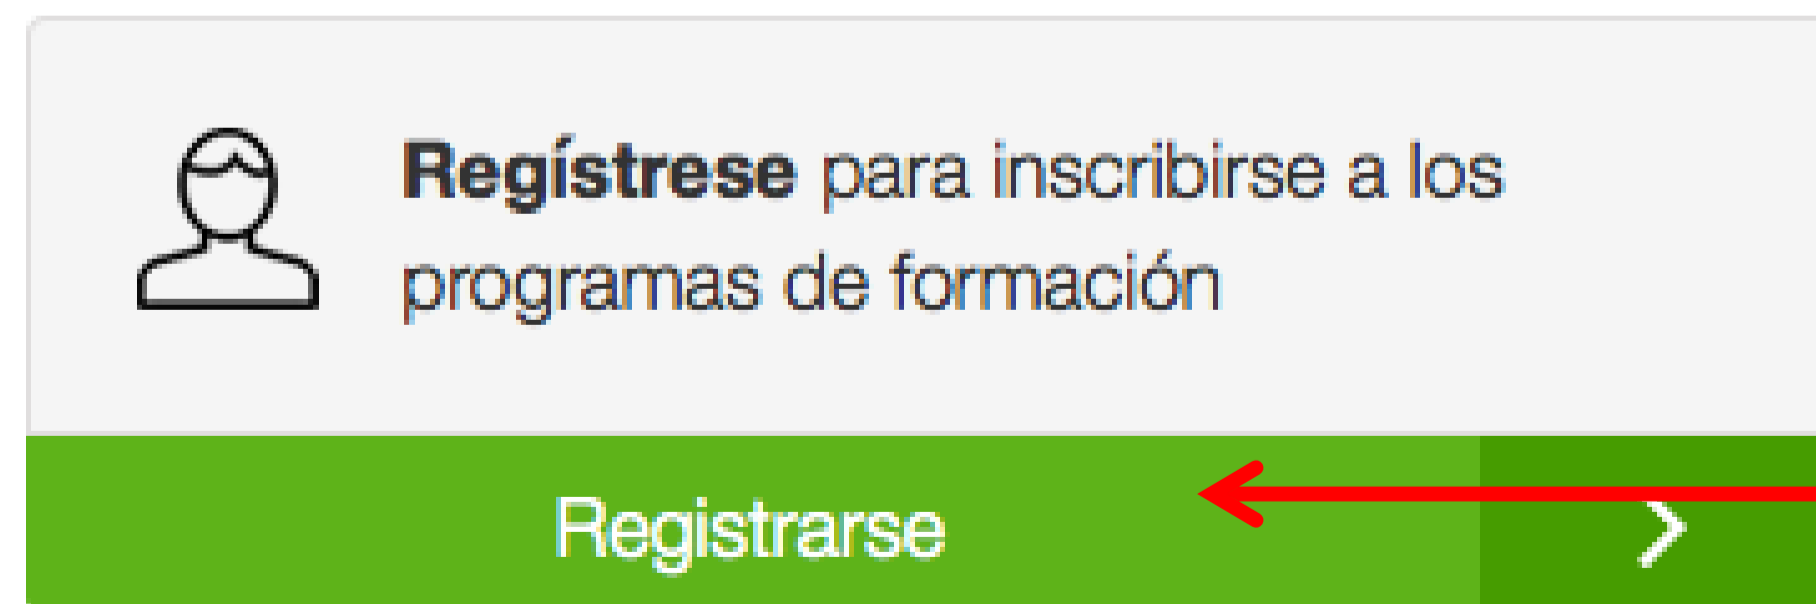 Regístrese para inscribirse a los
programas de formación
Registrarse